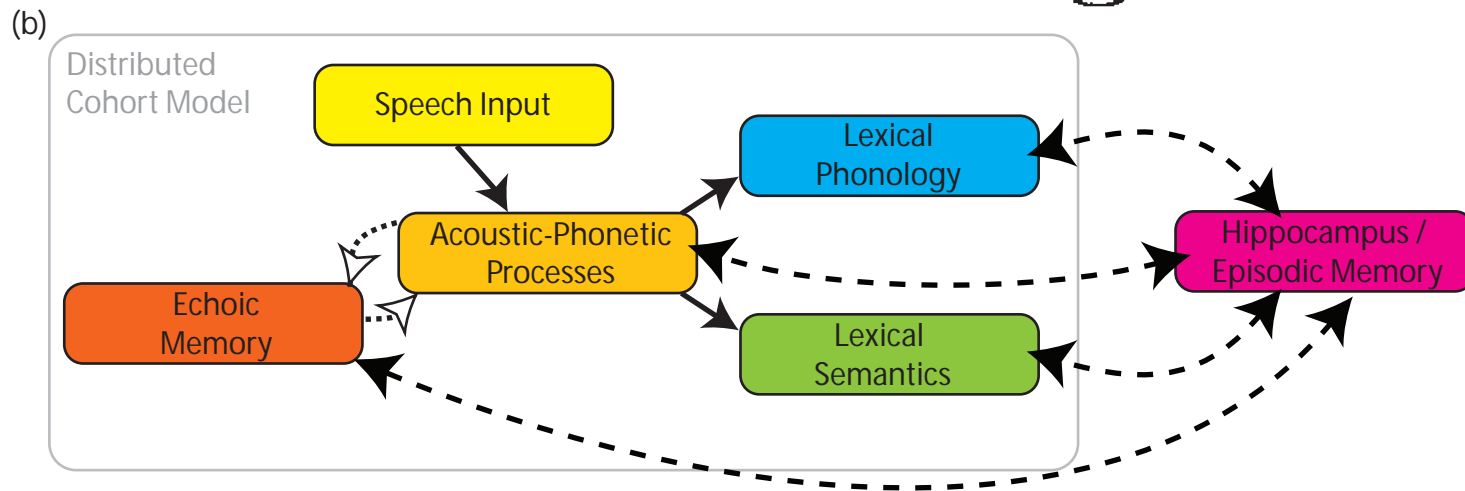 (b)
Distributed
Cohort Model
Speech Input
Lexical
Phonology
Acoustic-Phonetic
Processes
Hippocampus /
Episodic Memory
Echoic
Memory
Lexical
Semantics